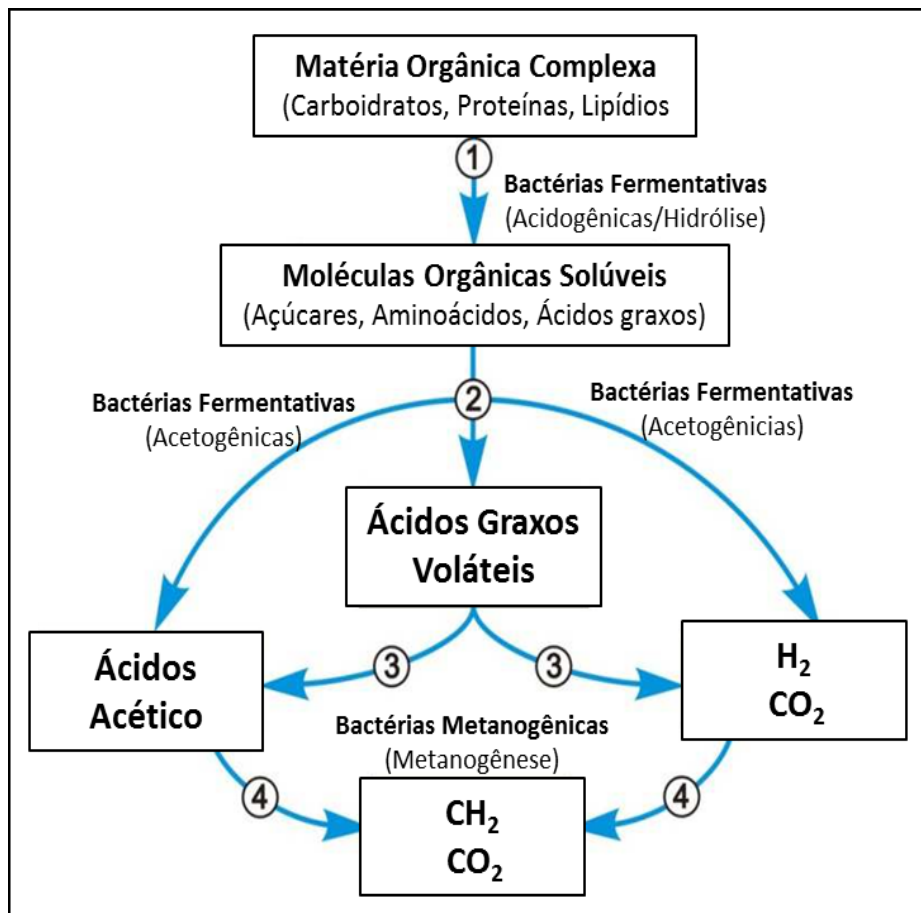 Matéria Orgânica Complexa
(Carboidratos, Proteínas, Lipídios
1
Bactérias Fermentativas
(Acidogênicas/Hidrólise)
Moléculas Orgânicas Solúveis
(Açúcares, Aminoácidos, Ácidos graxos)
Bactérias Fermentativas
(Acetogênicas)
2
Bactérias Fermentativas
(Acetogênicias)
Ácidos Graxos
Voláteis
3
3
Ácidos
Acético
H₂
CO₂
Bactérias Metanogênicas
(Metanogênese)
4
4
CH₂
CO₂